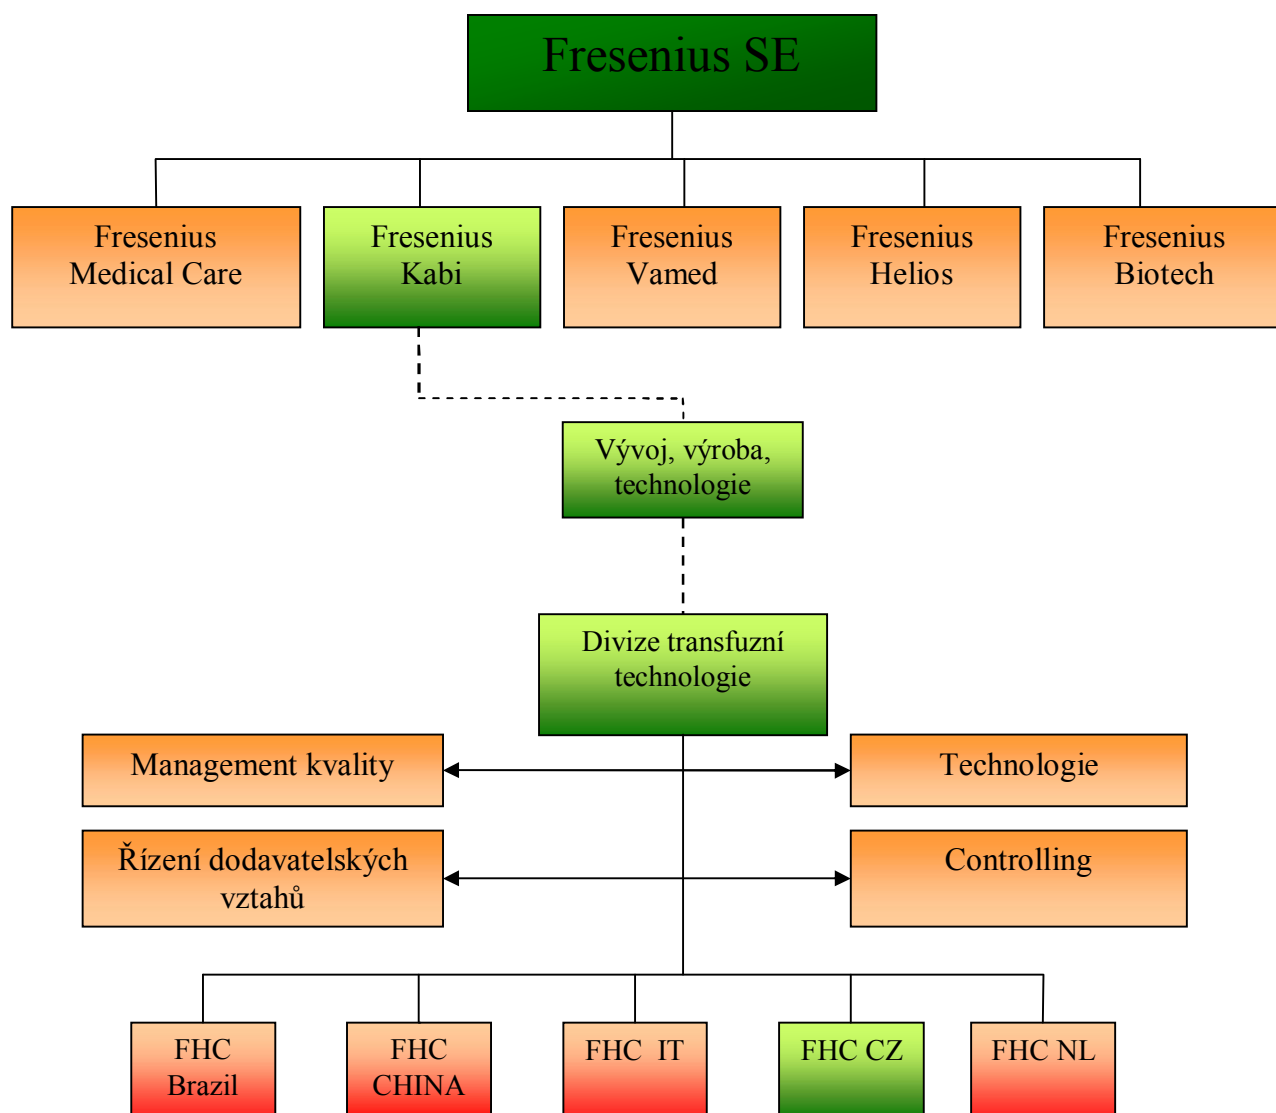 Fresenius SE
Fresenius
Medical Care
Fresenius
Kabi
Fresenius
Vamed
Fresenius
Helios
Fresenius
Biotech
Vývoj, výroba,
technologie
Divize transfuzní
technologie
Management kvality
Technologie
Řízení dodavatelských
vztahů
Controlling
FHC
Brazil
FHC
CHINA
FHC  IT
FHC CZ
FHC NL